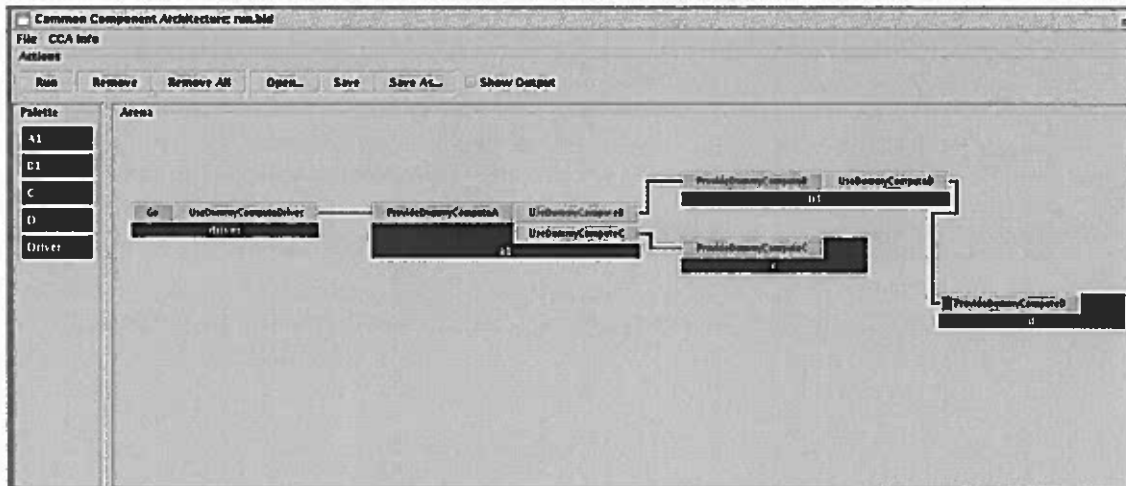 Common Component Architecture: run.bld
File CCA Info
Actions
Run Remove Remove All Open... Save Save As... Show Output
Palette Arena
A1
B1
C
D
Driver
ProvideDummyComputeB UseDummyComputeD
b1
Go UseDummyComputeDriver ProvideDummyComputeA UseDummyComputeB
driver UseDummyComputeC
a1
ProvideDummyComputeC
c
ProvideDummyComputeD
d